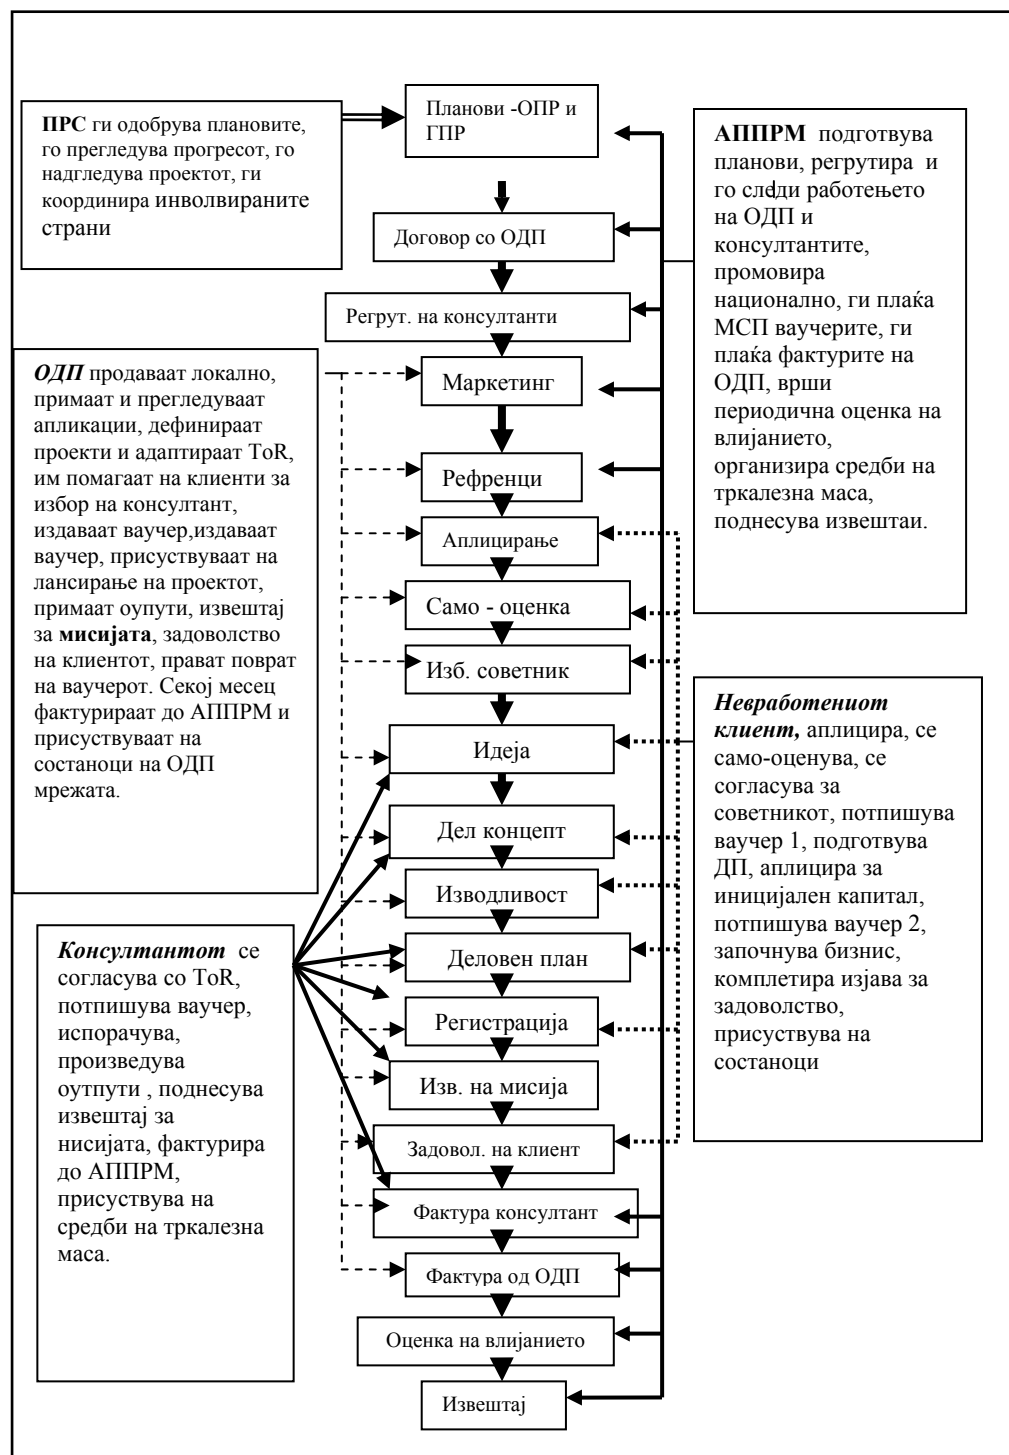 Планови -ОПР и
ГПР
ПРС ги одобрува плановите,
го прегледува прогресот, го
надгледува проектот, ги
координира инволвираните
страни
АППРМ подготвува
планови, регрутира и
го следи работењето
на ОДП и
консултантите,
промовира
национално, ги плаќа
МСП ваучерите, ги
плаќа фактурите на
ОДП, врши
периодична оценка на
влијанието,
организира средби на
тркалезна маса,
поднесува извештаи.
Договор со ОДП
Регрут. на консултанти
ОДП продаваат локално,
примаат и прегледуваат
апликации, дефинираат
проекти и адаптираат ToR,
им помагаат на клиенти за
избор на консултант,
издаваат ваучер,издаваат
ваучер, присуствуваат на
лансирање на проектот,
примаат оупути, извештај
за мисијата, задоволство
на клиентот, прават поврат
на ваучерот. Секој месец
фактурираат до АППРМ и
присуствуваат на
состаноци на ОДП
мрежата.
Маркетинг
Рефренци
Аплицирање
Само - оценка
Изб. советник
Идеја
Дел концепт
Изводливост
Деловен план
Регистрација
Изв. на мисија
Задовол. на клиент
Фактура консултант
Фактура од ОДП
Оценка на влијанието
Извештај
Невработениот
клиент, аплицира, се
само-оценува, се
согласува за
советникот, потпишува
ваучер 1, подготвува
ДП, аплицира за
иницијален капитал,
потпишува ваучер 2,
започнува бизнис,
комплетира изјава за
задоволство,
присуствува на
состаноци
Консултантот се
согласува со ToR,
потпишува ваучер,
испорачува,
произведува
оутпути , поднесува
извештај за
нисијата, фактурира
до АППРМ,
присуствува на
средби на тркалезна
маса.